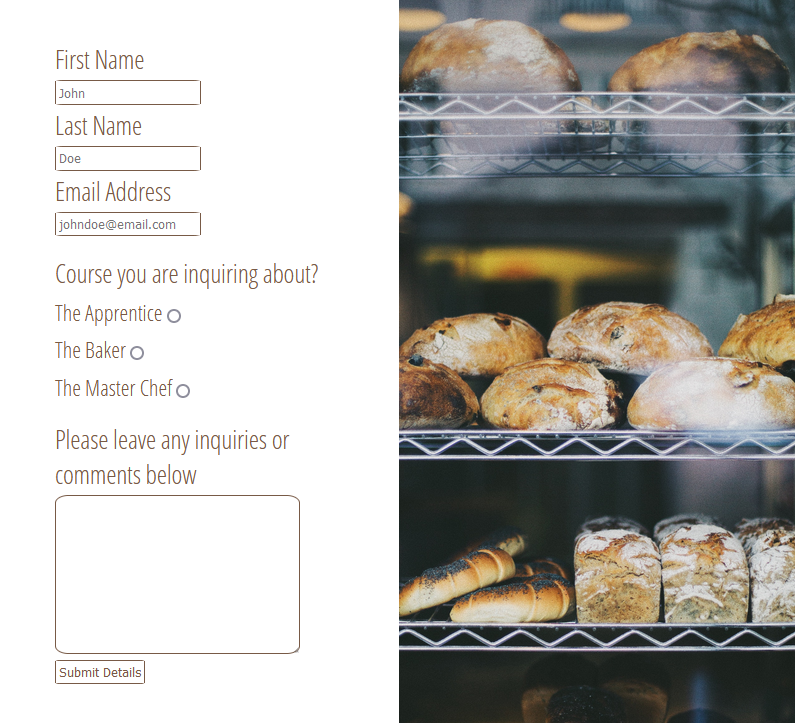 First Name
John
Last Name
Doe
Email Address
johndoe@email.com
Course you are inquiring about?
The Apprentice
The Baker
The Master Chef
Please leave any inquiries or
comments below
Submit Details